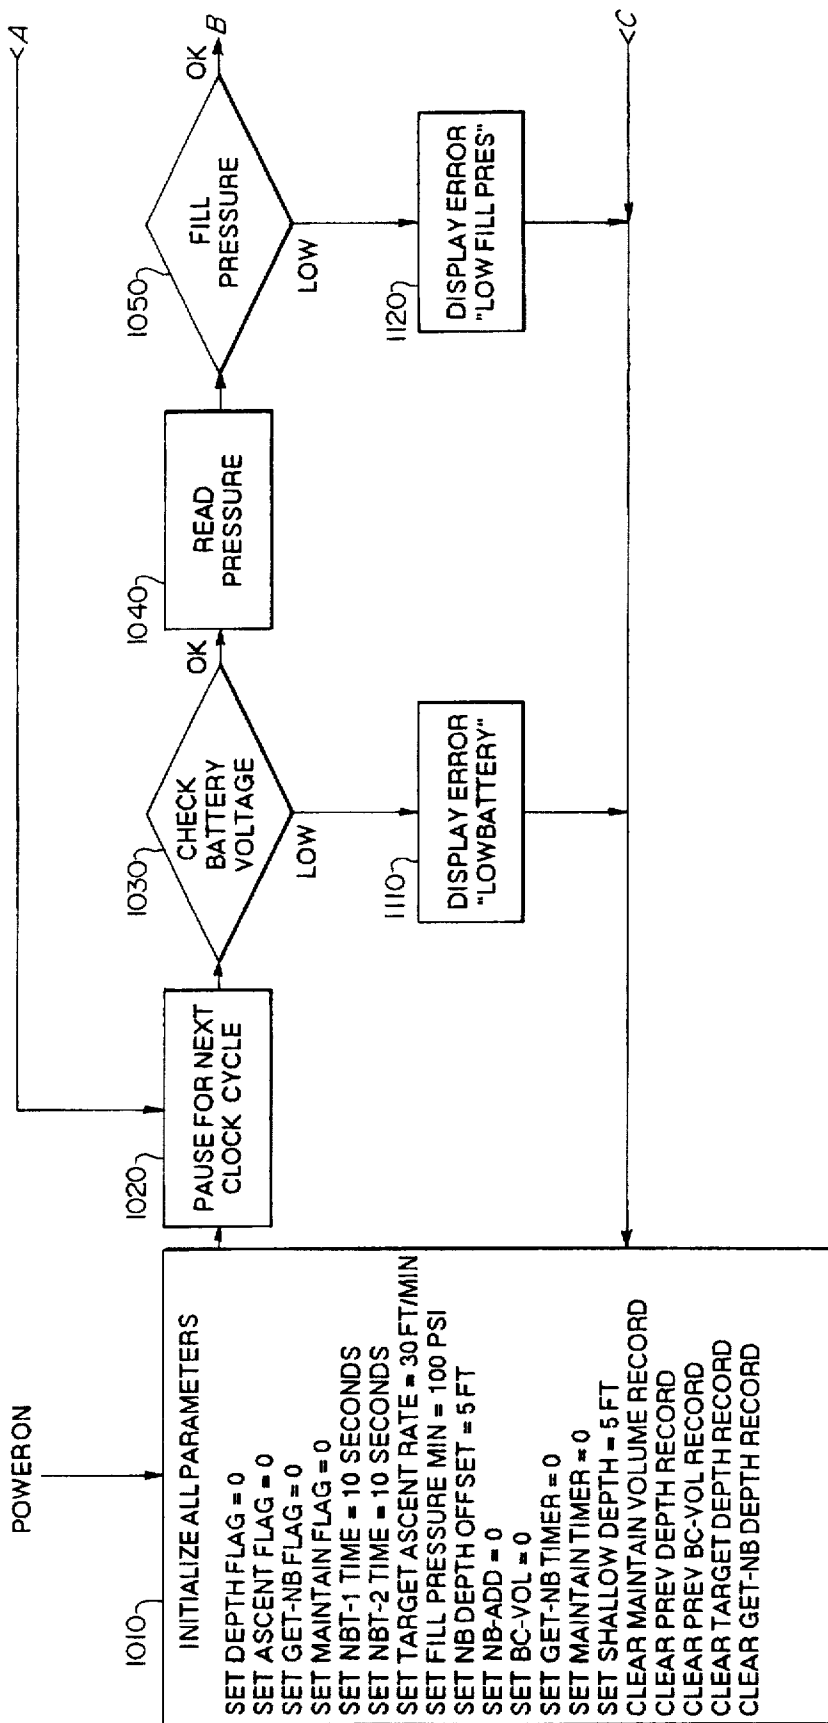 POWER ON
1010
INITIALIZE ALL PARAMETERS
SET DEPTH FLAG = 0
SET ASCENT FLAG = 0
SET GET-NB FLAG = 0
SET MAINTAIN FLAG = 0
SET NBT-1 TIME = 10 SECONDS
SET NBT-2 TIME = 10 SECONDS
SET TARGET ASCENT RATE = 30 FT/MIN
SET FILL PRESSURE MIN = 100 PSI
SET NB DEPTH OFFSET = 5 FT
SET NB-ADD = 0
SET BC-VOL = 0
SET GET-NB TIMER = 0
SET MAINTAIN TIMER = 0
SET SHALLOW DEPTH = 5 FT
CLEAR MAINTAIN VOLUME RECORD
CLEAR PREV DEPTH RECORD
CLEAR PREV BC-VOL RECORD
CLEAR TARGET DEPTH RECORD
CLEAR GET-NB DEPTH RECORD
1020
PAUSE FOR NEXT
CLOCK CYCLE
<A
1030
CHECK
BATTERY
VOLTAGE
OK
LOW
1110
DISPLAY ERROR
"LOWBATTERY"
1040
READ
PRESSURE
1050
FILL
PRESSURE
OK
B
LOW
1120
DISPLAY ERROR
"LOW FILL PRES"
<C